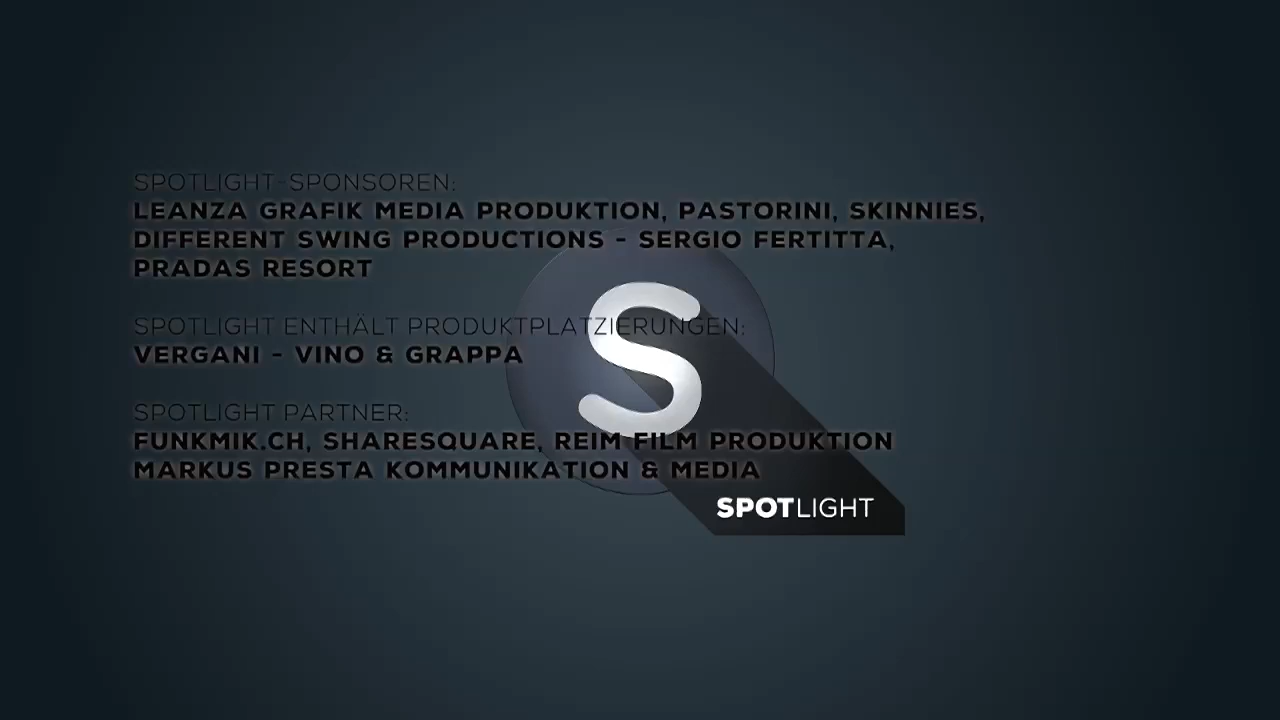 SPOTLIGHT-SPONSOREN:
LEANZA GRAFIK MEDIA PRODUKTION, PASTORINI, SKINNIES,
DIFFERENT SWING PRODUCTIONS - SERGIO FERTITTA,
PRADAS RESORT
SPOTLIGHT ENTHÄLT PRODUKTPLATZIERUNGEN:
VERGANI - VINO & GRAPPA
SPOTLIGHT PARTNER:
FUNKMIK.CH, SHARESQUARE, REIM FILM PRODUKTION
MARKUS PRESTA KOMMUNIKATION & MEDIA
S
SPOTLIGHT